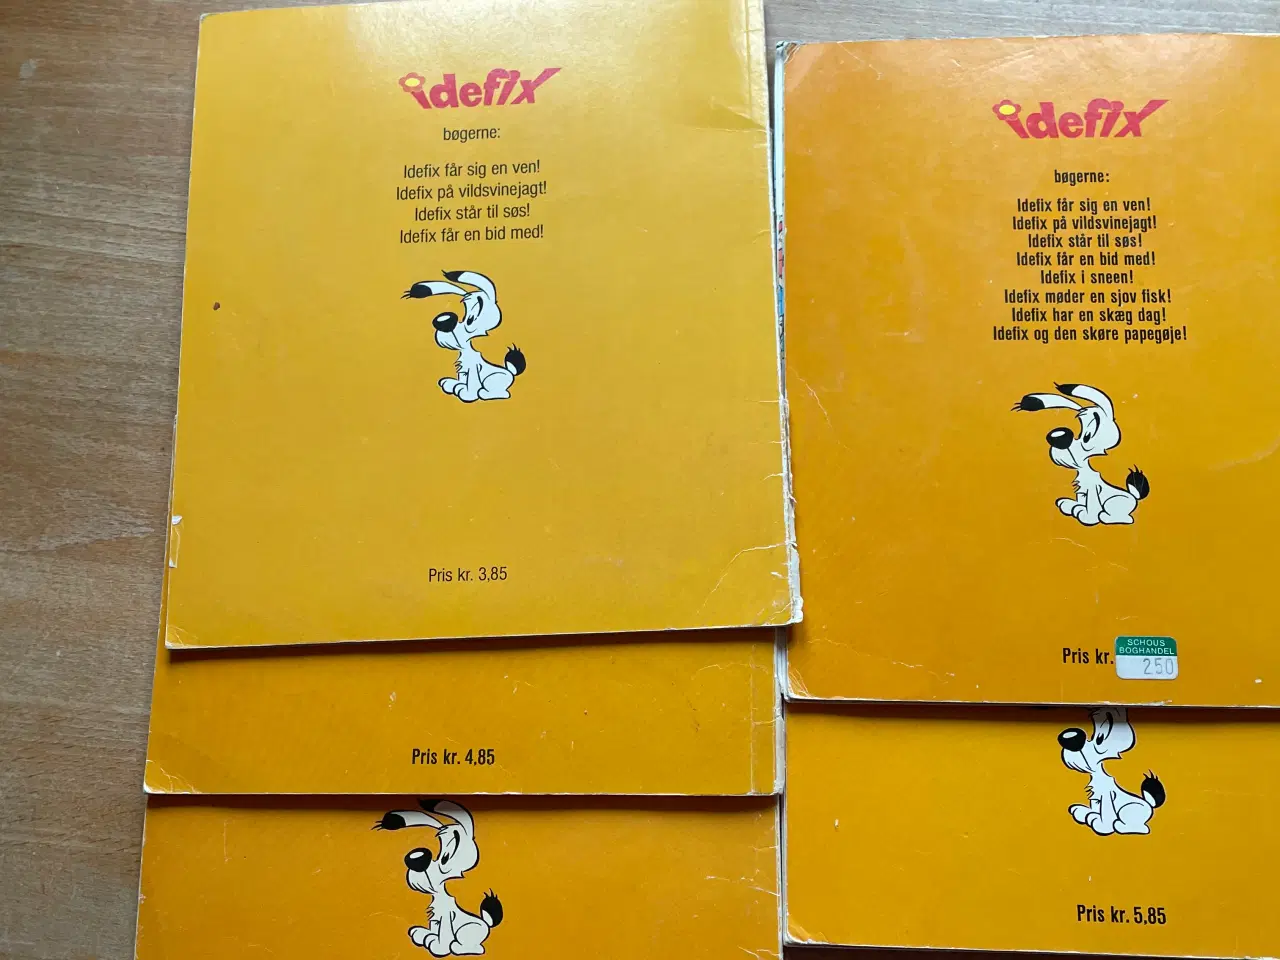 idefix
bøgerne:
Idefix får sig en ven!
Idefix på vildsvinejagt!
Idefix står til søs!
Idefix får en bid med!
Pris kr. 3,85
Pris kr. 4,85
idefix
bøgerne:
Idefix får sig en ven!
Idefix på vildsvinejagt!
Idefix står til søs!
Idefix får en bid med!
Idefix i sneen!
Idefix møder en sjov fisk!
Idefix har en skæg dag!
Idefix og den skøre papegøje!
Pris kr.
SCHOUS
BOGHANDEL
250
Pris kr. 5,85